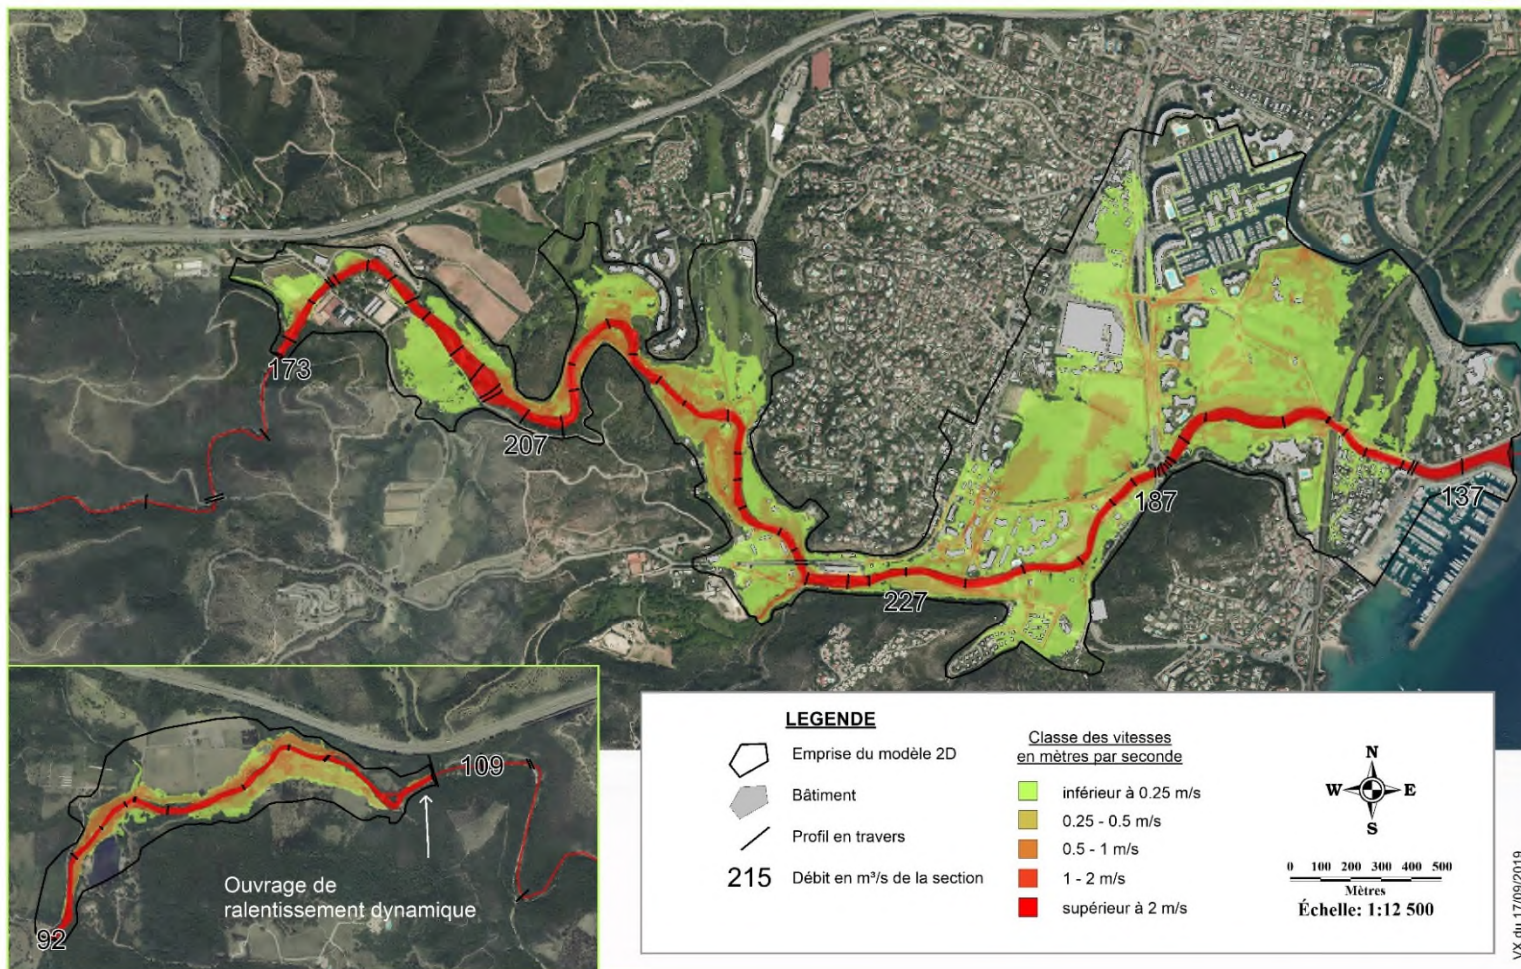 173
207
227
187
137
109
92
Ouvrage de
ralentissement dynamique
LEGENDE
Emprise du modèle 2D
Bâtiment
Profil en travers
215 Débit en m³/s de la section
Classe des vitesses
en mètres par seconde
inférieur à 0.25 m/s
0.25 - 0.5 m/s
0.5 - 1 m/s
1 - 2 m/s
supérieur à 2 m/s
N
W E
S
0 100 200 300 400 500
Mètres
Échelle: 1:12 500
VX du 17/09/2019